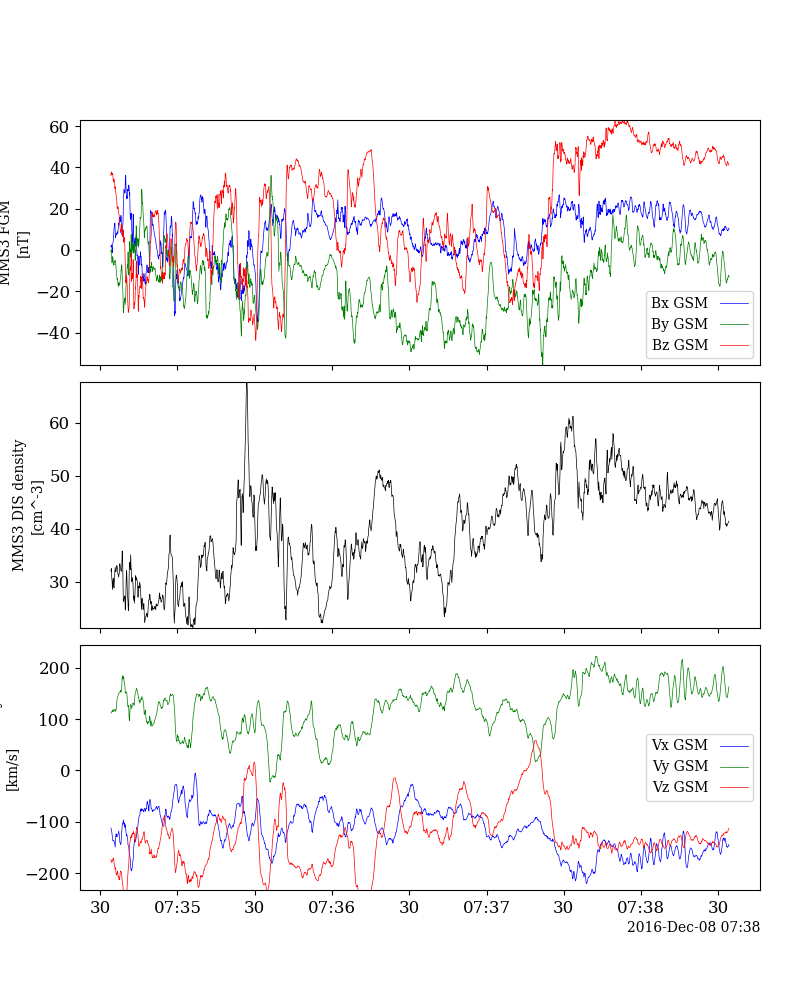 60
40
20
0
−20
−40
MMS3 FGM
[nT]
Bx GSM
By GSM
Bz GSM
60
50
40
30
MMS3 DIS density
[cm^-3]
200
100
0
−100
−200
[km/s]
Vx GSM
Vy GSM
Vz GSM
30 07:35 30 07:36 30 07:37 30 07:38 30
2016-Dec-08 07:38